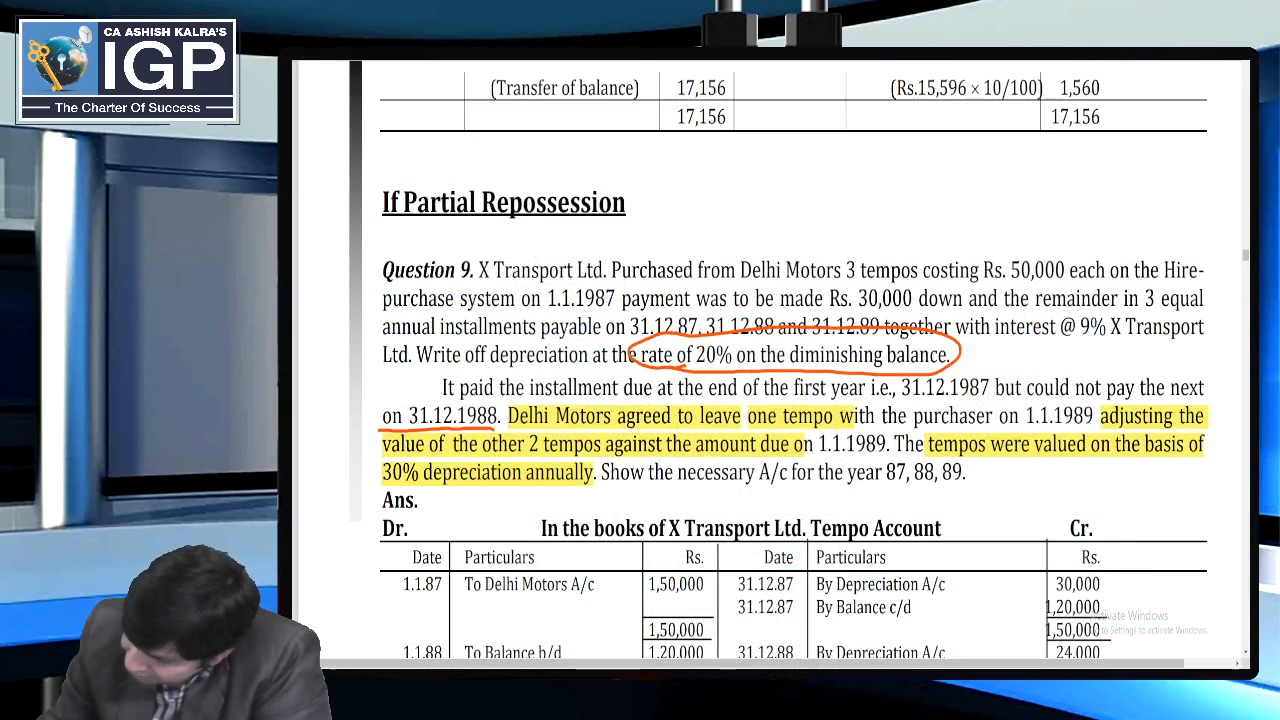 CA ASHISH KALRA'S
IGP
The Charter Of Success
(Transfer of balance) 17,156 (Rs.15,596 × 10/100) 1,560
17,156 17,156
If Partial Repossession
Question 9. X Transport Ltd. Purchased from Delhi Motors 3 tempos costing Rs. 50,000 each on the Hire-
purchase system on 1.1.1987 payment was to be made Rs. 30,000 down and the remainder in 3 equal
annual installments payable on 31.12.87, 31.12.88 and 31.12.89 together with interest @ 9% X Transport
Ltd. Write off depreciation at the rate of 20% on the diminishing balance.
It paid the installment due at the end of the first year i.e., 31.12.1987 but could not pay the next
on 31.12.1988. Delhi Motors agreed to leave one tempo with the purchaser on 1.1.1989 adjusting the
value of the other 2 tempos against the amount due on 1.1.1989. The tempos were valued on the basis of
30% depreciation annually. Show the necessary A/c for the year 87, 88, 89.
Ans.
Dr. In the books of X Transport Ltd. Tempo Account Cr.
Date Particulars Rs. Date Particulars Rs.
1.1.87 To Delhi Motors A/c 1,50,000 31.12.87 By Depreciation A/c 30,000
31.12.87 By Balance c/d 1,20,000
1,50,000 1,50,000
1.1.88 To Balance b/d 1,20,000 31.12.88 By Depreciation A/c 24,000
Activate Windows
to Settings to activate Windows.